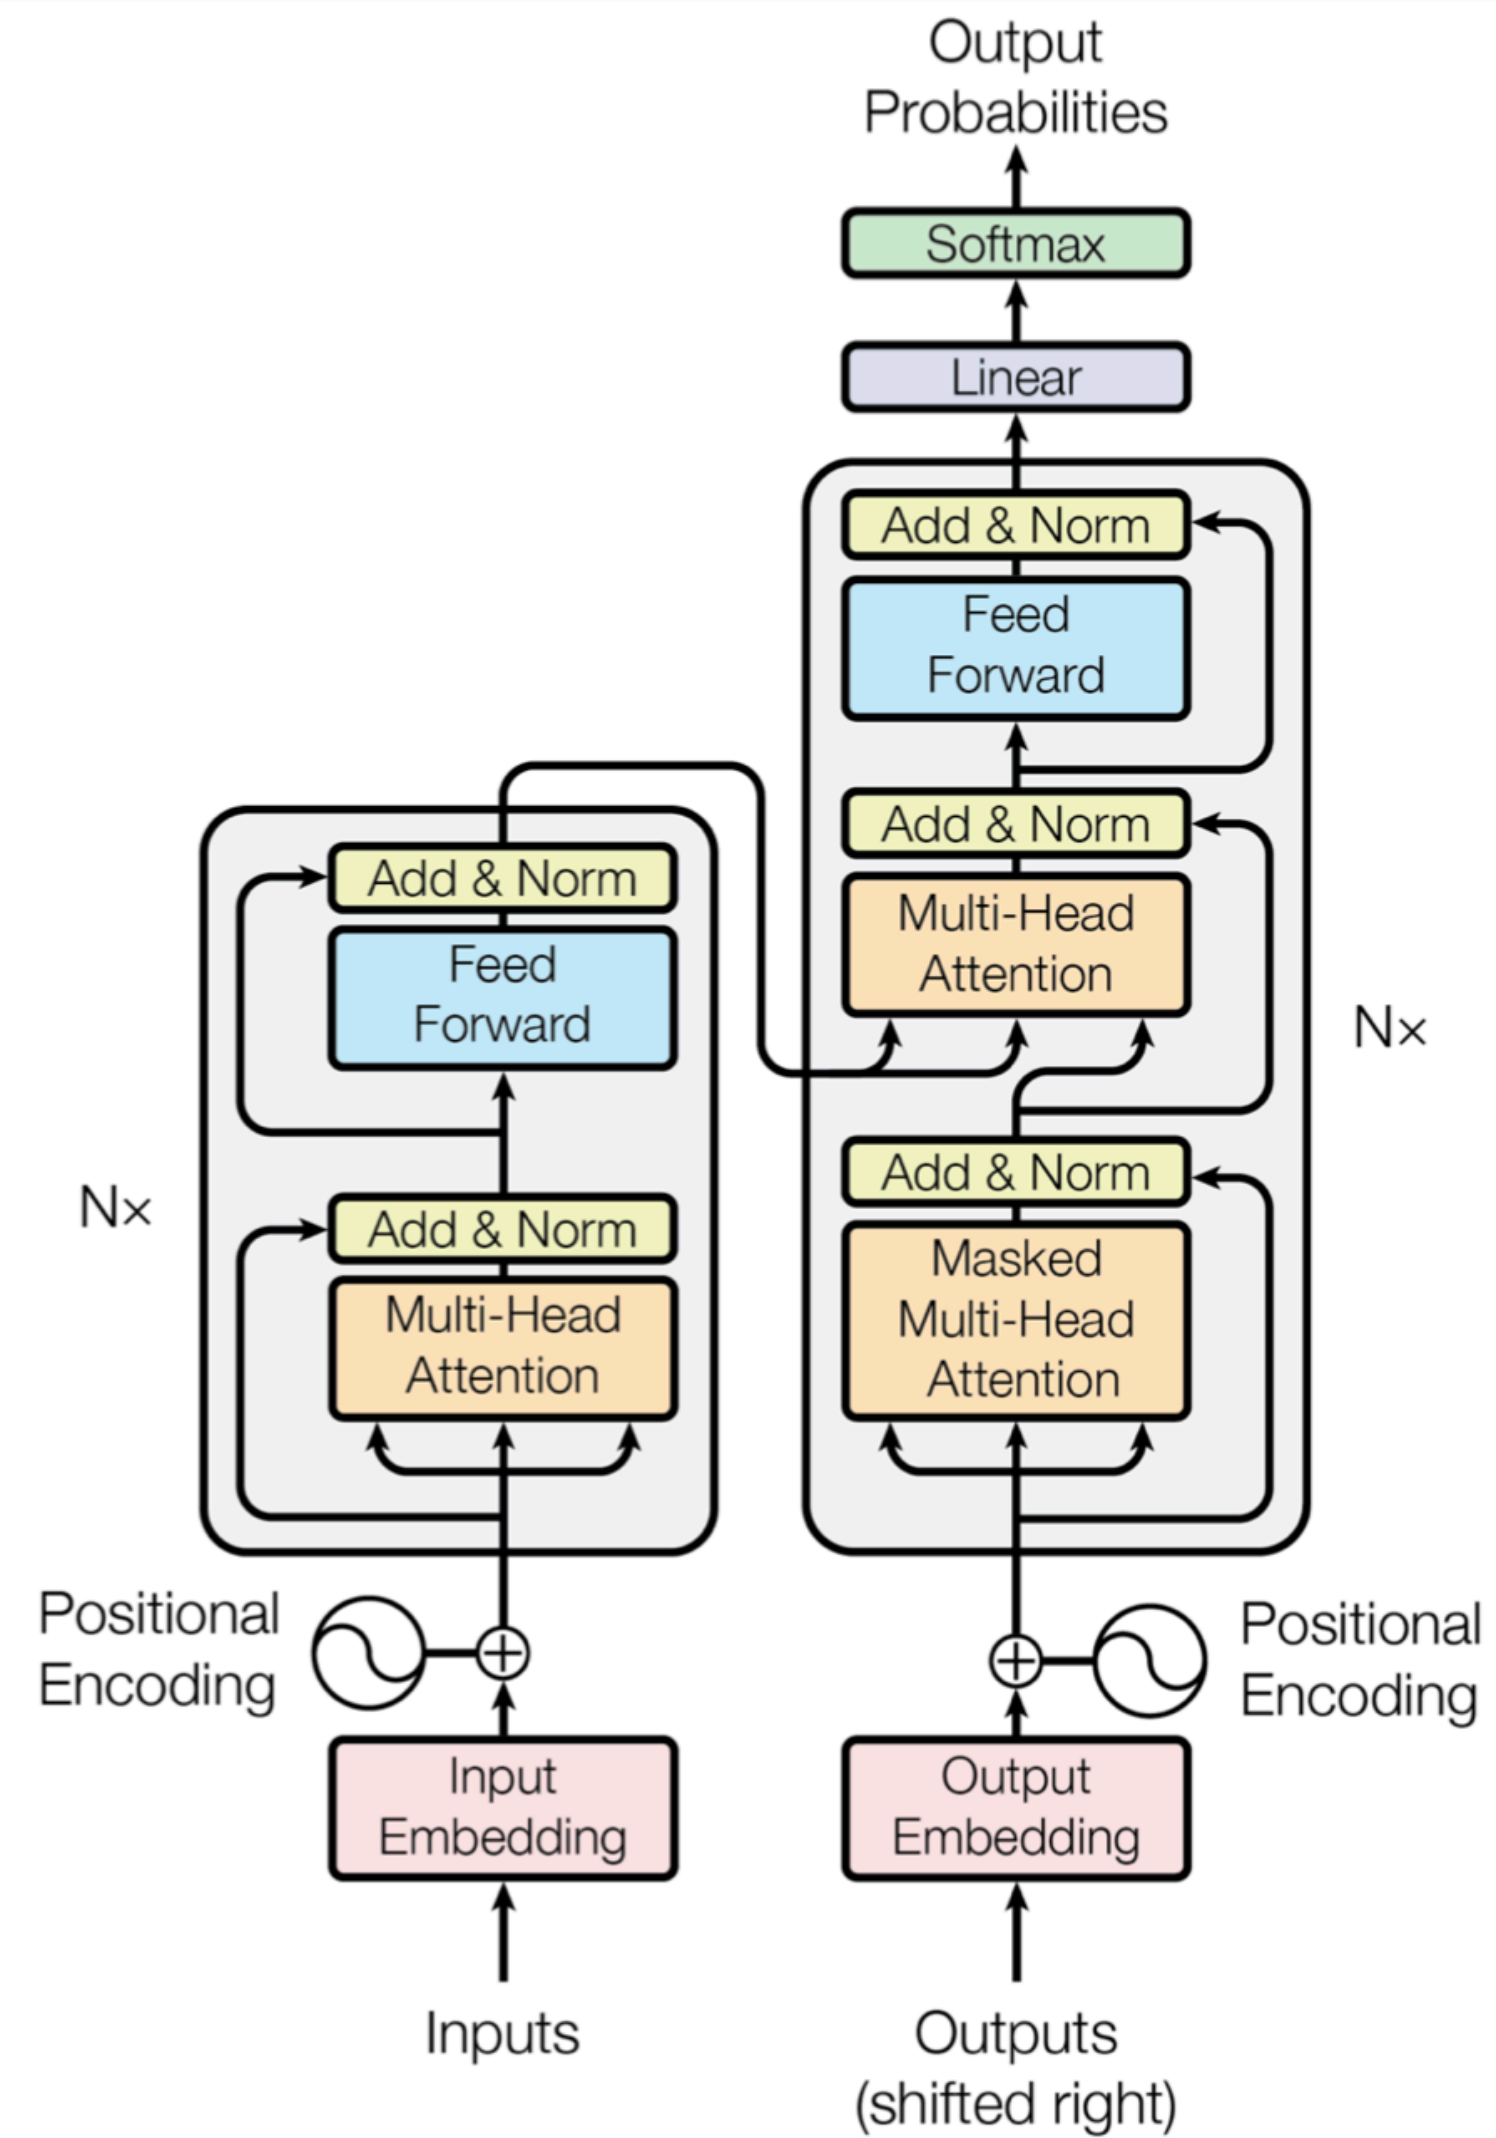 Output
Probabilities
Softmax
Linear
Add & Norm
Feed
Forward
Add & Norm
Multi-Head
Attention
Nx
Add & Norm
Masked
Multi-Head
Attention
Add & Norm
Feed
Forward
Nx
Add & Norm
Multi-Head
Attention
Positional
Encoding
Positional
Encoding
Input
Embedding
Output
Embedding
Inputs
Outputs
(shifted right)